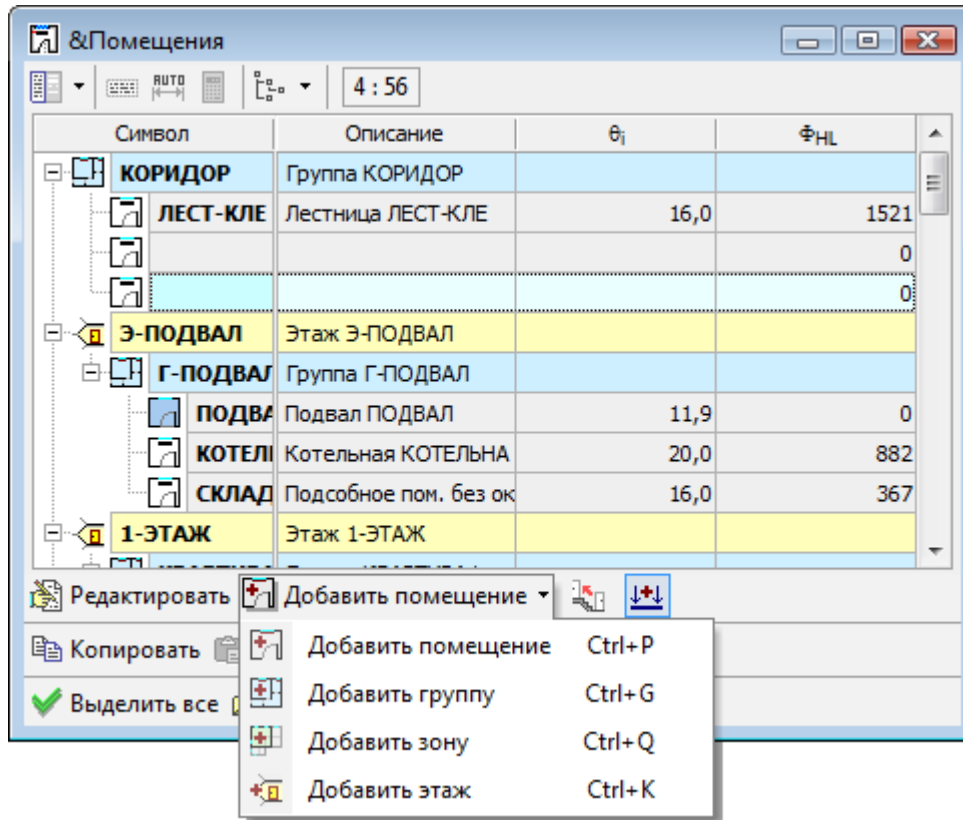 &Помещения
AUTO 4 : 56
Символ Описание θi ΦHL
КОРИДОР Группа КОРИДОР
ЛЕСТ-КЛЕ Лестница ЛЕСТ-КЛЕ 16,0 1521
0
0
Э-ПОДВАЛ Этаж Э-ПОДВАЛ
Г-ПОДВАЛ Группа Г-ПОДВАЛ
ПОДВА Подвал ПОДВАЛ 11,9 0
КОТЕЛ Котельная КОТЕЛЬНА 20,0 882
СКЛАД Подсобное пом. без ок 16,0 367
1-ЭТАЖ Этаж 1-ЭТАЖ
Редактировать Добавить помещение
Копировать
Выделить все
Добавить помещение Ctrl+P
Добавить группу Ctrl+G
Добавить зону Ctrl+Q
Добавить этаж Ctrl+K